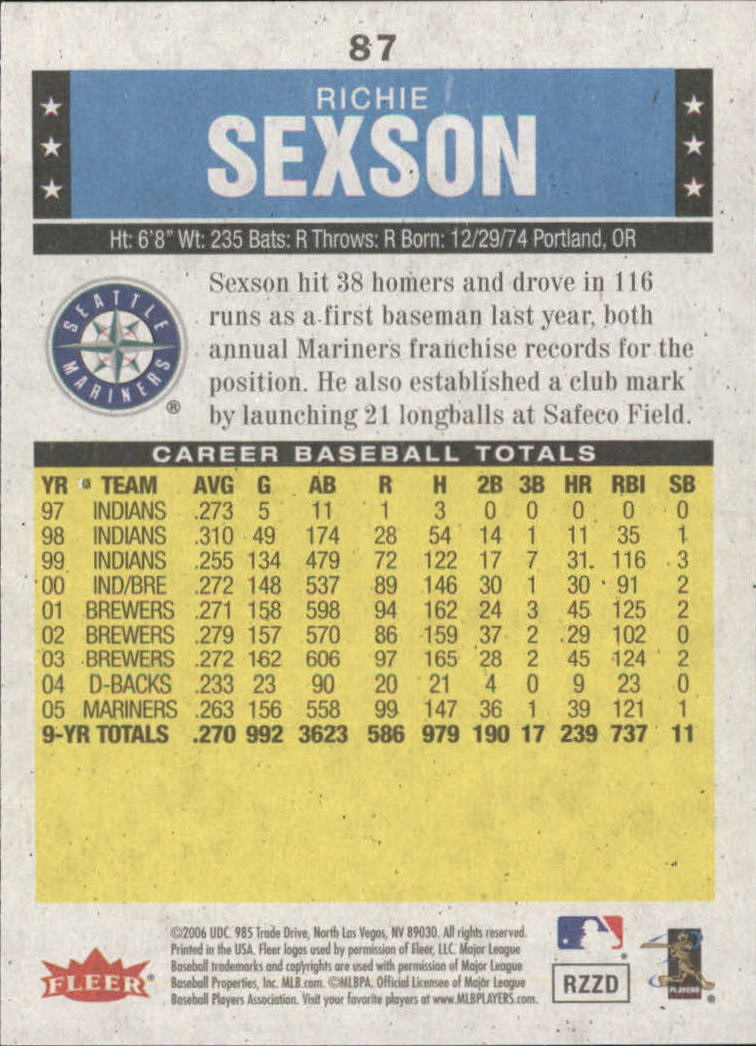 87
RICHIE
SEXSON
Ht: 6'8" Wt: 235 Bats: R Throws: R Born: 12/29/74 Portland, OR
SEATTLE
MARINERS
®
Sexson hit 38 homers and drove in 116
runs as a first baseman last year, both
annual Mariners franchise records for the
position. He also established a club mark
by launching 21 longballs at Safeco Field.
CAREER BASEBALL TOTALS
YR TEAM AVG G AB R H 2B 3B HR RBI SB
97 INDIANS .273 5 11 1 3 0 0 0 0 0
98 INDIANS .310 49 174 28 54 14 1 11 35 1
99 INDIANS .255 134 479 72 122 17 7 31 116 3
00 IND/BRE .272 148 537 89 146 30 1 30 91 2
01 BREWERS .271 158 598 94 162 24 3 45 125 2
02 BREWERS .279 157 570 86 159 37 2 29 102 0
03 BREWERS .272 162 606 97 165 28 2 45 124 2
04 D-BACKS .233 23 90 20 21 4 0 9 23 0
05 MARINERS .263 156 558 99 147 36 1 39 121 1
9-YR TOTALS .270 992 3623 586 979 190 17 239 737 11
FLEER®
©2006 UDC. 985 Trade Drive, North Las Vegas, NV 89030. All rights reserved.
Printed in the USA. Fleer logos used by permission of Fleer, LLC. Major League
Baseball trademarks and copyrights are used with permission of Major League
Baseball Properties, Inc. MLB.com. ©MLBPA. Official Licensee of Major League
Baseball Players Association. Visit your favorite players at www.MLBPLAYERS.com.
®
RZZD
PLAYERS
®